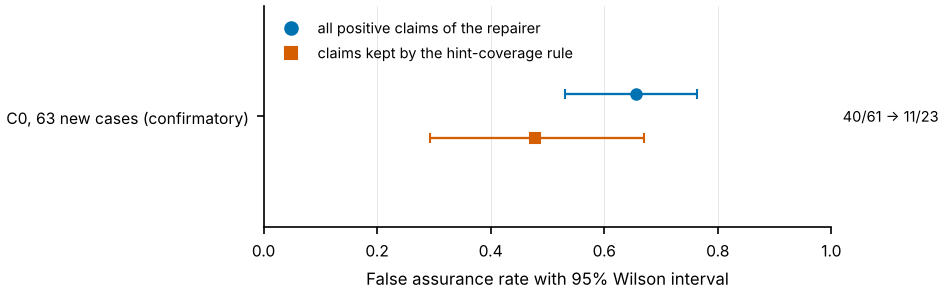 all positive claims of the repairer
claims kept by the hint-coverage rule
C0, 63 new cases (confirmatory)
40/61 → 11/23
0.0 0.2 0.4 0.6 0.8 1.0
False assurance rate with 95% Wilson interval